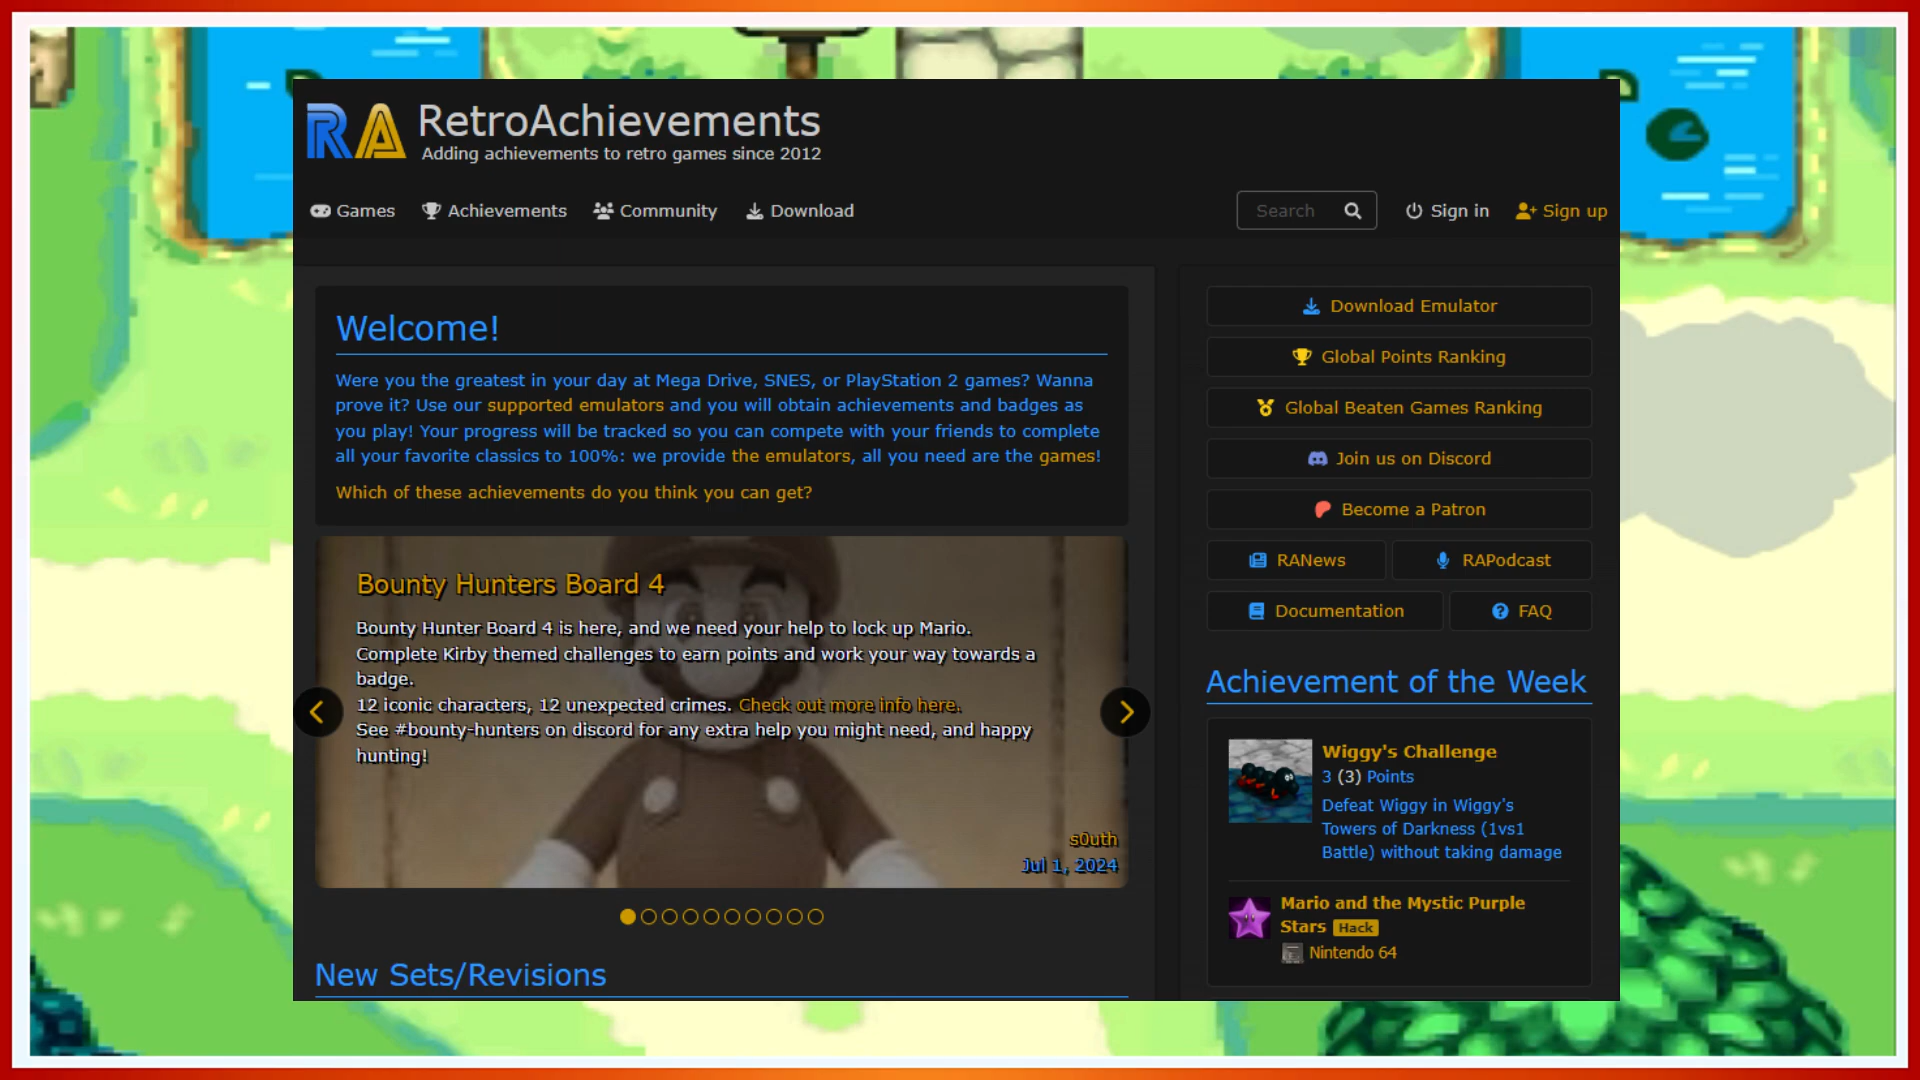 RA RetroAchievements
Adding achievements to retro games since 2012
Games Achievements Community Download
Search Sign in Sign up
Welcome!
Were you the greatest in your day at Mega Drive, SNES, or PlayStation 2 games? Wanna
prove it? Use our supported emulators and you will obtain achievements and badges as
you play! Your progress will be tracked so you can compete with your friends to complete
all your favorite classics to 100%: we provide the emulators, all you need are the games!
Which of these achievements do you think you can get?
Bounty Hunters Board 4
Bounty Hunter Board 4 is here, and we need your help to lock up Mario.
Complete Kirby themed challenges to earn points and work your way towards a
badge.
12 iconic characters, 12 unexpected crimes. Check out more info here.
See #bounty-hunters on discord for any extra help you might need, and happy
hunting!
s0uth
Jul 1, 2024
New Sets/Revisions
Download Emulator
Global Points Ranking
Global Beaten Games Ranking
Join us on Discord
Become a Patron
RANews RAPodcast
Documentation FAQ
Achievement of the Week
Wiggy's Challenge
3 (3) Points
Defeat Wiggy in Wiggy's
Towers of Darkness (1vs1
Battle) without taking damage
Mario and the Mystic Purple
Stars Hack
Nintendo 64